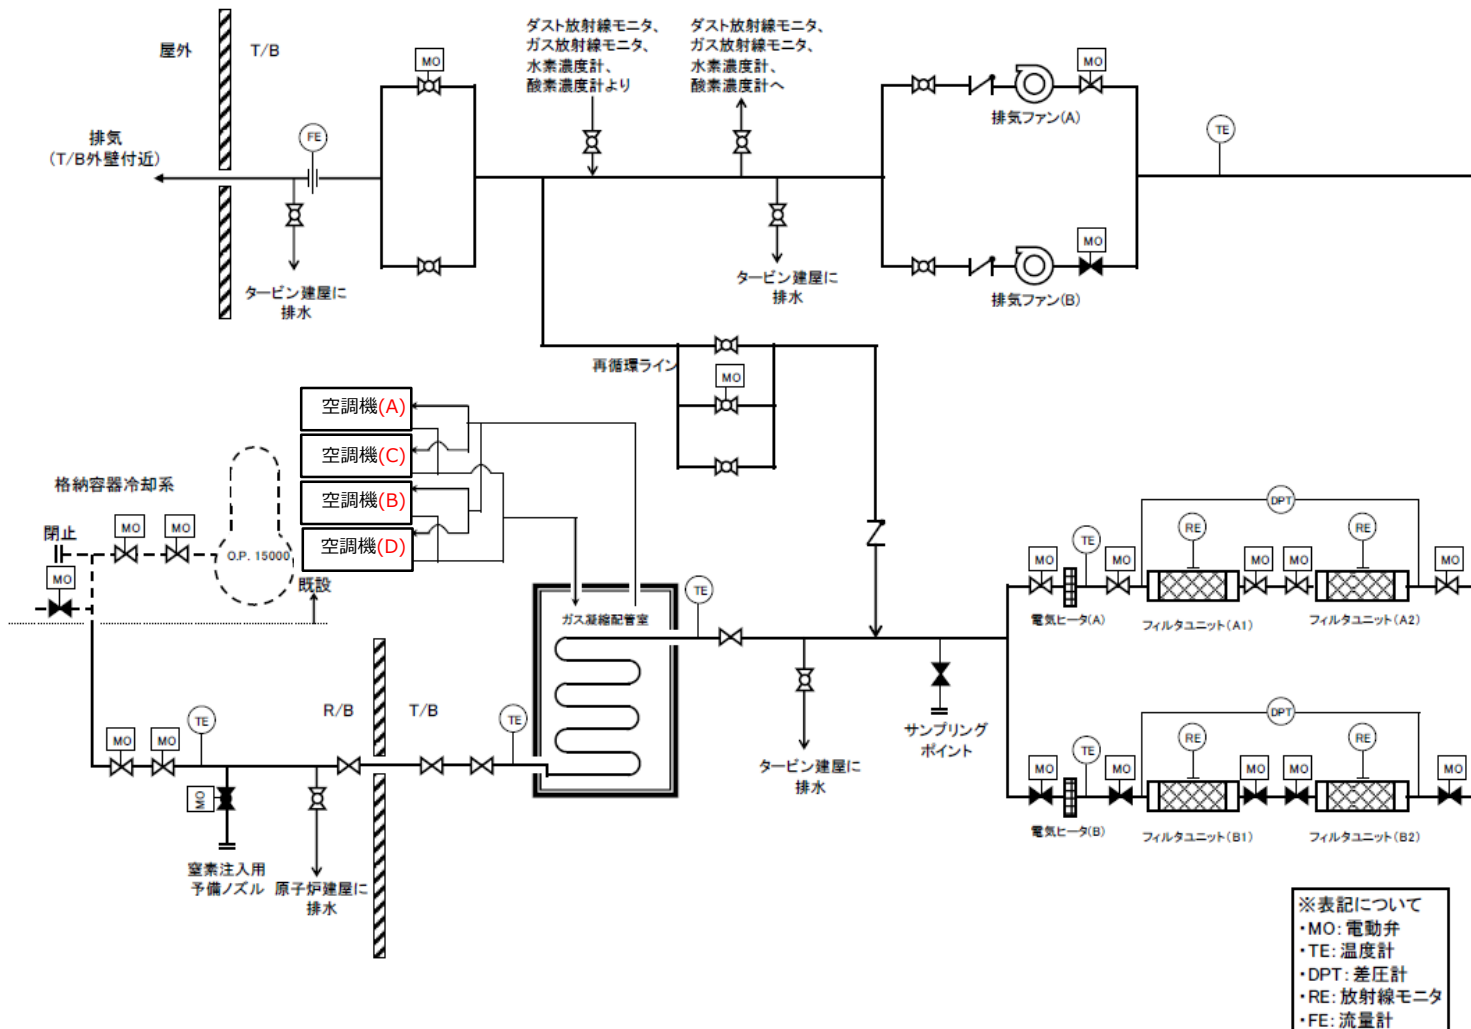 屋外
T/B
MO
ダスト放射線モニタ、
ガス放射線モニタ、
水素濃度計、
酸素濃度計より
ダスト放射線モニタ、
ガス放射線モニタ、
水素濃度計、
酸素濃度計へ
MO
排気ファン(A)
TE
排気
(T/B外壁付近)
FE
タービン建屋に
排水
タービン建屋に
排水
MO
排気ファン(B)
再循環ライン
MO
空調機(A)
空調機(C)
空調機(B)
空調機(D)
格納容器冷却系
閉止
MO
MO
MO
O.P. 15000
既設
ガス凝縮配管室
TE
DPT
MO
TE
MO
RE
MO
MO
RE
MO
電気ヒータ(A)
フィルタユニット(A1)
フィルタユニット(A2)
R/B
T/B
MO
MO
TE
TE
MO
窒素注入用
予備ノズル
原子炉建屋に
排水
タービン建屋に
排水
サンプリング
ポイント
DPT
MO
TE
MO
RE
MO
MO
RE
MO
電気ヒータ(B)
フィルタユニット(B1)
フィルタユニット(B2)
※表記について
・MO: 電動弁
・TE: 温度計
・DPT: 差圧計
・RE: 放射線モニタ
・FE: 流量計